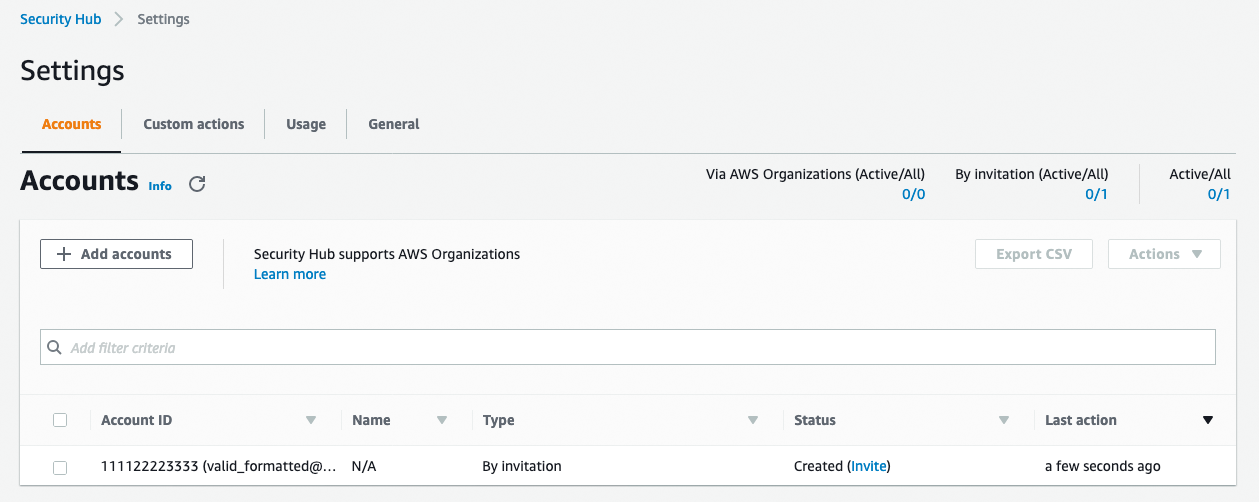 Security Hub > Settings
Settings
Accounts Custom actions Usage General
Accounts Info
Via AWS Organizations (Active/All) By invitation (Active/All) Active/All
0/0 0/1 0/1
+ Add accounts
Security Hub supports AWS Organizations
Learn more
Export CSV Actions
Add filter criteria
Account ID Name Type Status Last action
111122223333 (valid_formatted@... N/A By invitation Created (Invite) a few seconds ago